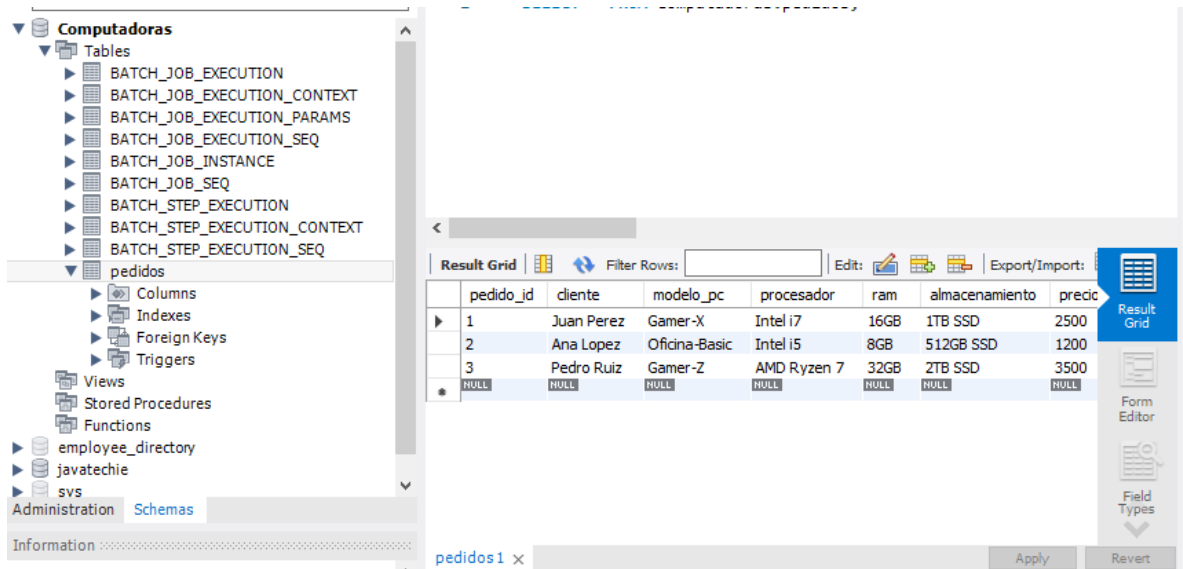 Computadoras
Tables
BATCH_JOB_EXECUTION
BATCH_JOB_EXECUTION_CONTEXT
BATCH_JOB_EXECUTION_PARAMS
BATCH_JOB_EXECUTION_SEQ
BATCH_JOB_INSTANCE
BATCH_JOB_SEQ
BATCH_STEP_EXECUTION
BATCH_STEP_EXECUTION_CONTEXT
BATCH_STEP_EXECUTION_SEQ
pedidos
Columns
Indexes
Foreign Keys
Triggers
Views
Stored Procedures
Functions
employee_directory
javatechie
sys
Administration Schemas
Information
Result Grid Filter Rows: Edit: Export/Import:
pedido_id cliente modelo_pc procesador ram almacenamiento precio
1 Juan Perez Gamer-X Intel i7 16GB 1TB SSD 2500
2 Ana Lopez Oficina-Basic Intel i5 8GB 512GB SSD 1200
3 Pedro Ruiz Gamer-Z AMD Ryzen 7 32GB 2TB SSD 3500
NULL NULL NULL NULL NULL NULL NULL
Result
Grid
Form
Editor
Field
Types
pedidos 1
Apply Revert